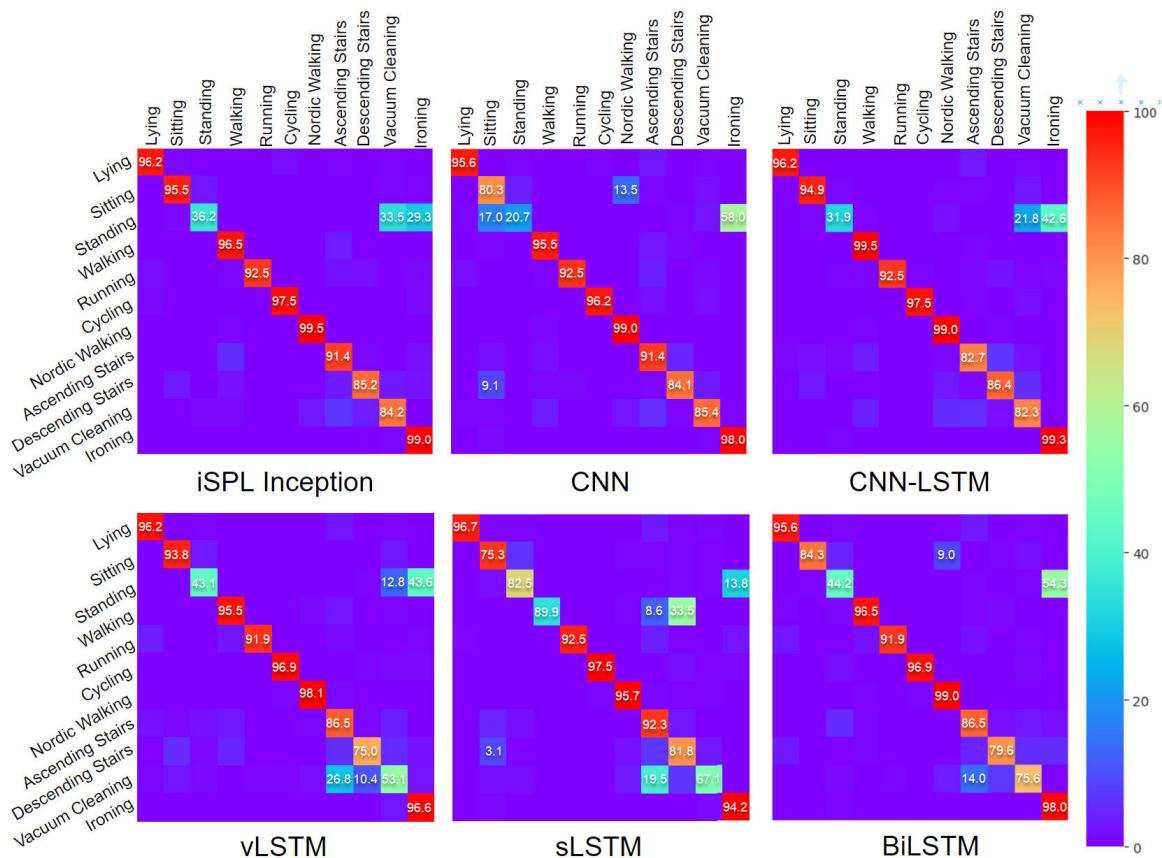 Lying Sitting Standing Walking Running Cycling Nordic Walking Ascending Stairs Descending Stairs Vacuum Cleaning Ironing
Lying Sitting Standing Walking Running Cycling Nordic Walking Ascending Stairs Descending Stairs Vacuum Cleaning Ironing
Lying Sitting Standing Walking Running Cycling Nordic Walking Ascending Stairs Descending Stairs Vacuum Cleaning Ironing
Lying 96.2
Sitting 95.5
Standing 36.2 33.5 29.3
Walking 96.5
Running 92.5
Cycling 97.5
Nordic Walking 99.5
Ascending Stairs 91.4
Descending Stairs 85.2
Vacuum Cleaning 84.2
Ironing 99.0
iSPL Inception
95.6
80.3 13.5
17.0 20.7 58.0
95.5
92.5
96.2
99.0
91.4
9.1 84.1
85.4
98.0
CNN
96.2
94.9
31.9 21.8 42.6
99.5
92.5
97.5
99.0
82.7
86.4
82.3
99.3
CNN-LSTM
100
80
60
40
20
0
Lying 96.2
Sitting 93.8
Standing 43.1 12.8 43.6
Walking 95.5
Running 91.9
Cycling 96.9
Nordic Walking 98.1
Ascending Stairs 86.5
Descending Stairs 75.0
Vacuum Cleaning 26.8 10.4 53.1
Ironing 96.6
vLSTM
96.7
75.3
82.5 13.8
89.9 8.6 33.5
92.5
97.5
95.7
92.3
3.1 81.8
19.5 67.1
94.2
sLSTM
95.6
84.3 9.0
44.2 54.3
96.5
91.9
96.9
99.0
86.5
79.6
14.0 75.6
98.0
BiLSTM